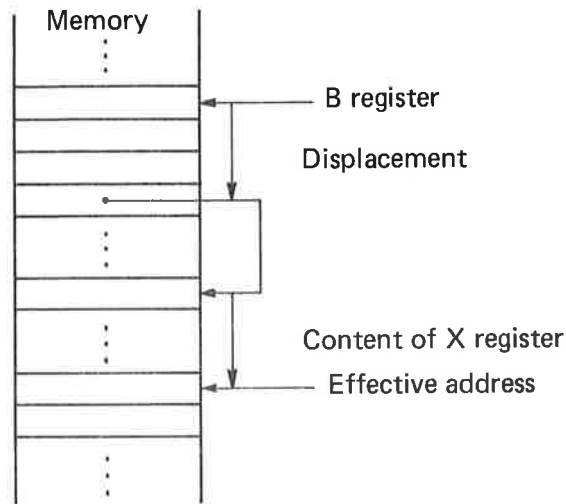 Memory
B register
Displacement
Content of X register
Effective address